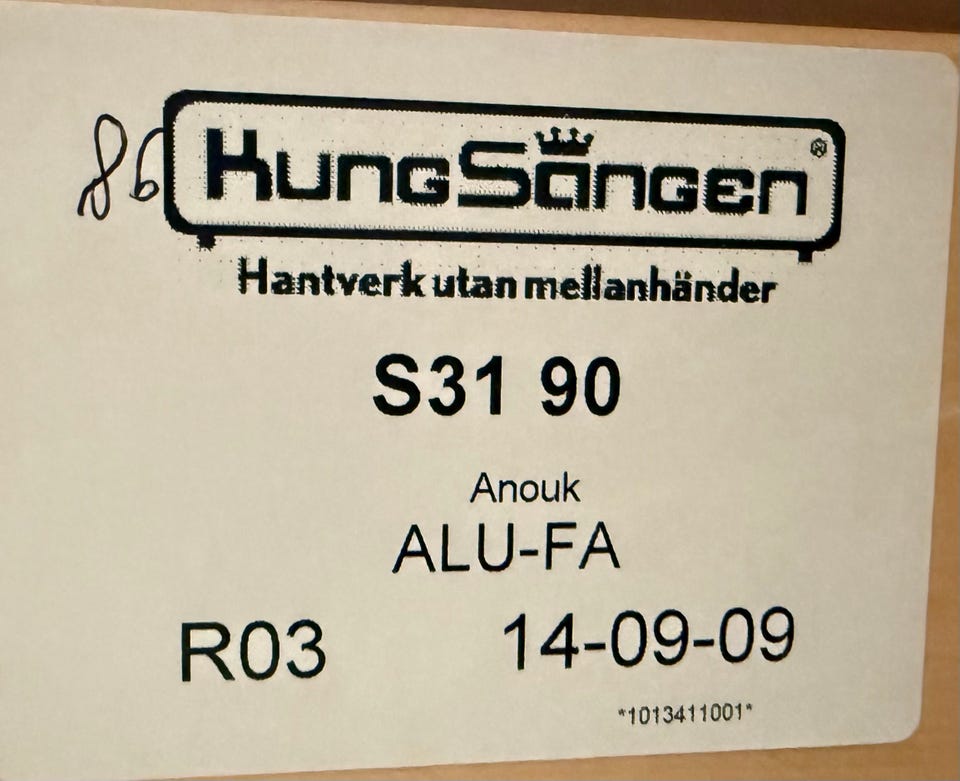 86
KungSängen
Hantverk utan mellanhänder
S31 90
Anouk
ALU-FA
R03 14-09-09
*1013411001*